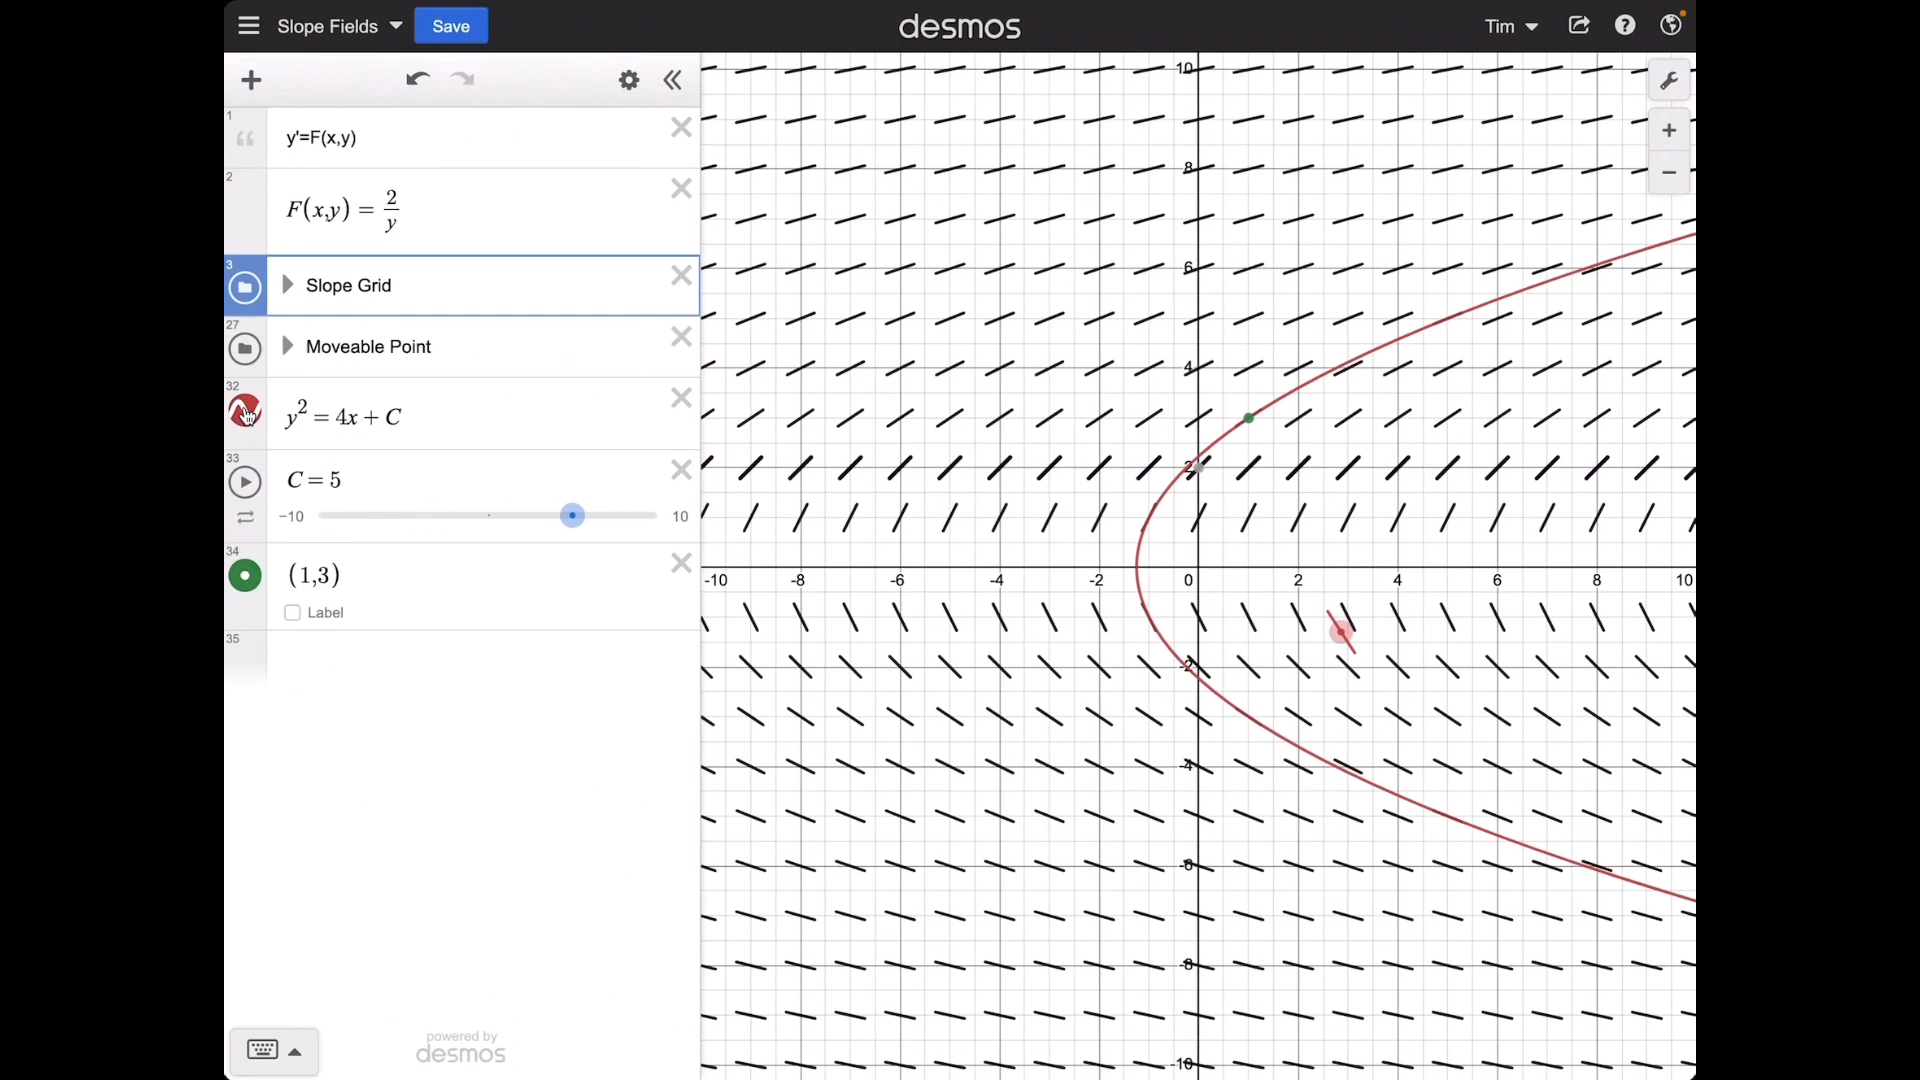 Slope Fields
Save
desmos
Tim
1
y'=F(x,y)
2
F(x,y) = 2/y
3
Slope Grid
27
Moveable Point
32
y² = 4x + C
33
C = 5
−10
10
34
(1,3)
Label
35
powered by
desmos
10
8
6
4
2
-10
-8
-6
-4
-2
0
2
4
6
8
10
-2
-4
-6
-8
-10